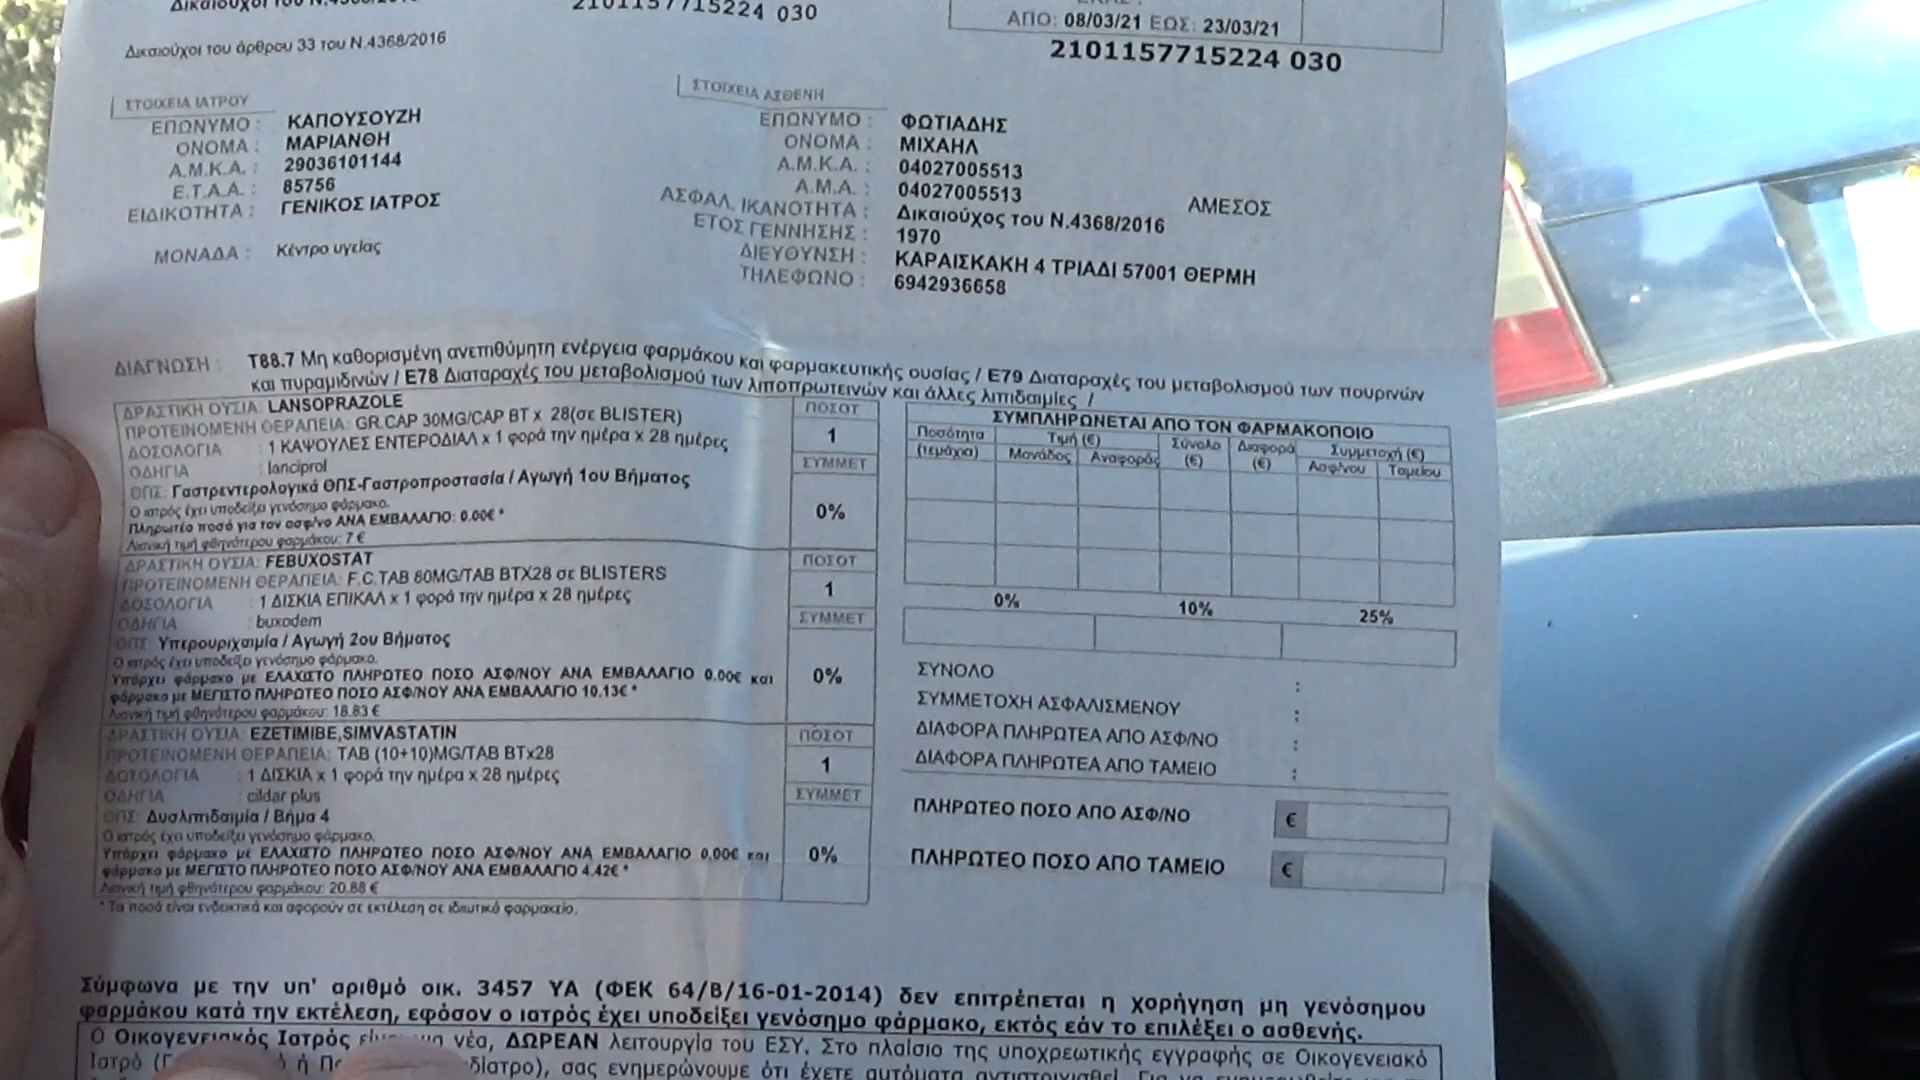 Δικαιούχοι του Ν.4368/2016
2101157715224 030
ΑΠΟ: 08/03/21 ΕΩΣ: 23/03/21
Δικαιούχοι του άρθρου 33 του Ν.4368/2016
2101157715224 030
ΣΤΟΙΧΕΙΑ ΙΑΤΡΟΥ
ΕΠΩΝΥΜΟ : ΚΑΠΟΥΣΟΥΖΗ
ΟΝΟΜΑ : ΜΑΡΙΑΝΘΗ
Α.Μ.Κ.Α. : 29036101144
Ε.Τ.Α.Α. : 85756
ΕΙΔΙΚΟΤΗΤΑ : ΓΕΝΙΚΟΣ ΙΑΤΡΟΣ
ΜΟΝΑΔΑ : Κέντρο υγείας
ΣΤΟΙΧΕΙΑ ΑΣΘΕΝΗ
ΕΠΩΝΥΜΟ : ΦΩΤΙΑΔΗΣ
ΟΝΟΜΑ : ΜΙΧΑΗΛ
Α.Μ.Κ.Α. : 04027005513
Α.Μ.Α. : 04027005513
ΑΜΕΣΟΣ
ΑΣΦΑΛ. ΙΚΑΝΟΤΗΤΑ : Δικαιούχος του Ν.4368/2016
ΕΤΟΣ ΓΕΝΝΗΣΗΣ : 1970
ΔΙΕΥΘΥΝΣΗ : ΚΑΡΑΙΣΚΑΚΗ 4 ΤΡΙΑΔΙ 57001 ΘΕΡΜΗ
ΤΗΛΕΦΩΝΟ : 6942936658
ΔΙΑΓΝΩΣΗ : T88.7 Μη καθορισμένη ανεπιθύμητη ενέργεια φαρμάκου και φαρμακευτικής ουσίας / E79 Διαταραχές του μεταβολισμού των πουρινών
και πυραμιδινών / E78 Διαταραχές του μεταβολισμού των λιποπρωτεινών και άλλες λιπιδαιμίες /
ΔΡΑΣΤΙΚΗ ΟΥΣΙΑ: LANSOPRAZOLE
ΠΡΟΤΕΙΝΟΜΕΝΗ ΘΕΡΑΠΕΙΑ: GR.CAP 30MG/CAP BT x 28(σε BLISTER)
ΔΟΣΟΛΟΓΙΑ : 1 ΚΑΨΟΥΛΕΣ ΕΝΤΕΡΟΔΙΑΛ x 1 φορά την ημέρα x 28 ημέρες
ΟΔΗΓΙΑ : lanciprol
ΘΠΣ: Γαστρεντερολογικά ΘΠΣ-Γαστροπροστασία / Αγωγή 1ου Βήματος
Ο ιατρός έχει υποδείξει γενόσημο φάρμακο.
Πληρωτέο ποσό για τον ασφ/νο ΑΝΑ ΕΜΒΑΛΑΓΙΟ: 0.00€ *
Λιανική τιμή φθηνότερου φαρμάκου: 7 €
ΠΟΣΟΤ
1
ΣΥΜΜΕΤ
0%
ΔΡΑΣΤΙΚΗ ΟΥΣΙΑ: FEBUXOSTAT
ΠΡΟΤΕΙΝΟΜΕΝΗ ΘΕΡΑΠΕΙΑ: F.C.TAB 80MG/TAB BTX28 σε BLISTERS
ΔΟΣΟΛΟΓΙΑ : 1 ΔΙΣΚΙΑ ΕΠΙΚΑΛ x 1 φορά την ημέρα x 28 ημέρες
ΟΔΗΓΙΑ : buxodem
ΘΠΣ: Υπερουριχαιμία / Αγωγή 2ου Βήματος
Ο ιατρός έχει υποδείξει γενόσημο φάρμακο.
Υπάρχει φάρμακο με ΕΛΑΧΙΣΤΟ ΠΛΗΡΩΤΕΟ ΠΟΣΟ ΑΣΦ/ΝΟΥ ΑΝΑ ΕΜΒΑΛΑΓΙΟ 0.00€ και
φάρμακο με ΜΕΓΙΣΤΟ ΠΛΗΡΩΤΕΟ ΠΟΣΟ ΑΣΦ/ΝΟΥ ΑΝΑ ΕΜΒΑΛΑΓΙΟ 10.13€ *
Λιανική τιμή φθηνότερου φαρμάκου: 18.83 €
ΠΟΣΟΤ
1
ΣΥΜΜΕΤ
0%
ΔΡΑΣΤΙΚΗ ΟΥΣΙΑ: EZETIMIBE,SIMVASTATIN
ΠΡΟΤΕΙΝΟΜΕΝΗ ΘΕΡΑΠΕΙΑ: TAB (10+10)MG/TAB BTx28
ΔΟΣΟΛΟΓΙΑ : 1 ΔΙΣΚΙΑ x 1 φορά την ημέρα x 28 ημέρες
ΟΔΗΓΙΑ : cildar plus
ΘΠΣ: Δυσλιπιδαιμία / Βήμα 4
Ο ιατρός έχει υποδείξει γενόσημο φάρμακο.
Υπάρχει φάρμακο με ΕΛΑΧΙΣΤΟ ΠΛΗΡΩΤΕΟ ΠΟΣΟ ΑΣΦ/ΝΟΥ ΑΝΑ ΕΜΒΑΛΑΓΙΟ 0.00€ και
φάρμακο με ΜΕΓΙΣΤΟ ΠΛΗΡΩΤΕΟ ΠΟΣΟ ΑΣΦ/ΝΟΥ ΑΝΑ ΕΜΒΑΛΑΓΙΟ 4.42€ *
Λιανική τιμή φθηνότερου φαρμάκου: 20.88 €
ΠΟΣΟΤ
1
ΣΥΜΜΕΤ
0%
* Τα ποσά είναι ενδεικτικά και αφορούν σε εκτέλεση σε ιδιωτικό φαρμακείο.
ΣΥΜΠΛΗΡΩΝΕΤΑΙ ΑΠΟ ΤΟΝ ΦΑΡΜΑΚΟΠΟΙΟ
Ποσότητα (τεμάχια) Τιμή (€) Σύνολο (€) Διαφορά (€) Συμμετοχή (€)
Μονάδος Αναφοράς Ασφ/νου Ταμείου
0% 10% 25%
ΣΥΝΟΛΟ :
ΣΥΜΜΕΤΟΧΗ ΑΣΦΑΛΙΣΜΕΝΟΥ :
ΔΙΑΦΟΡΑ ΠΛΗΡΩΤΕΑ ΑΠΟ ΑΣΦ/ΝΟ :
ΔΙΑΦΟΡΑ ΠΛΗΡΩΤΕΑ ΑΠΟ ΤΑΜΕΙΟ :
ΠΛΗΡΩΤΕΟ ΠΟΣΟ ΑΠΟ ΑΣΦ/ΝΟ €
ΠΛΗΡΩΤΕΟ ΠΟΣΟ ΑΠΟ ΤΑΜΕΙΟ €
Σύμφωνα με την υπ' αριθμό οικ. 3457 ΥΑ (ΦΕΚ 64/Β/16-01-2014) δεν επιτρέπεται η χορήγηση μη γενόσημου
φαρμάκου κατά την εκτέλεση, εφόσον ο ιατρός έχει υποδείξει γενόσημο φάρμακο, εκτός εάν το επιλέξει ο ασθενής.
Ο Οικογενειακός Ιατρός νέα, ΔΩΡΕΑΝ λειτουργία του ΕΣΥ. Στο πλαίσιο της υποχρεωτικής εγγραφής σε Οικογενειακό
Ιατρό ή σας ενημερώνουμε ότι έχετε αυτόματα αντιστοιχισθεί.